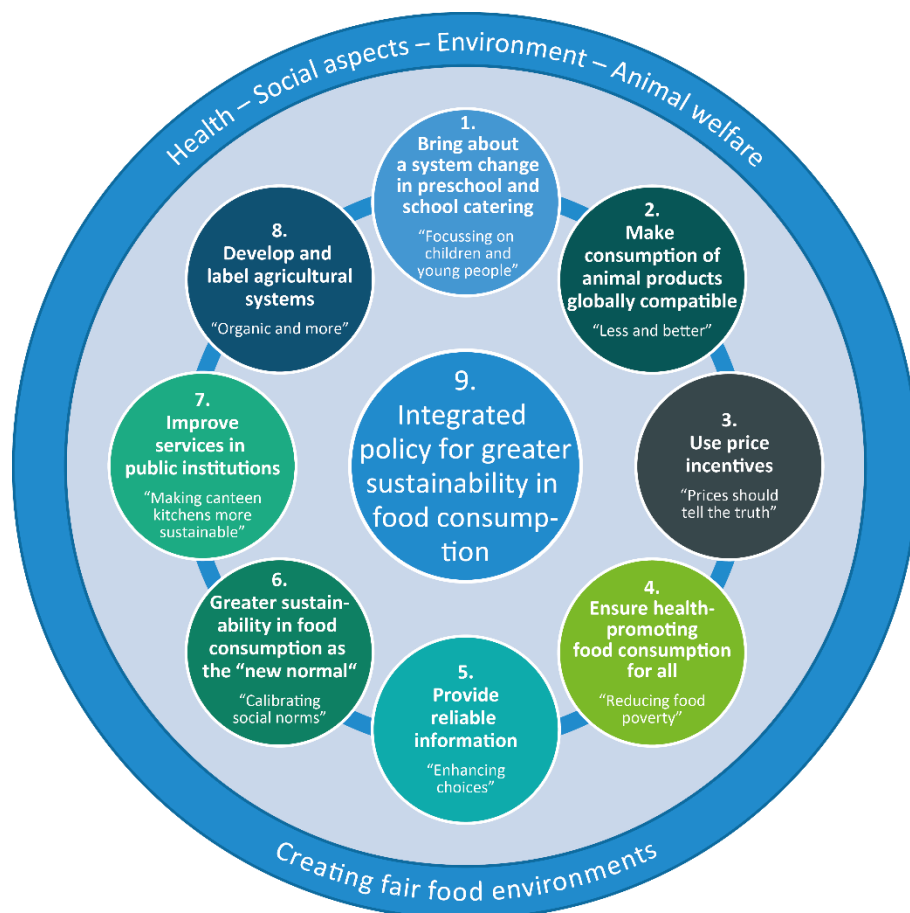 Health – Social aspects – Environment – Animal welfare
1.
Bring about
a system change
in preschool and
school catering
“Focussing on
children and
young people”
2.
Make
consumption of
animal products
globally compatible
“Less and better”
3.
Use price
incentives
“Prices should
tell the truth”
4.
Ensure health-
promoting
food consumption
for all
“Reducing food
poverty”
5.
Provide
reliable
information
“Enhancing
choices”
6.
Greater sustain-
ability in food
consumption as
the “new normal“
“Calibrating
social norms”
7.
Improve
services in
public institutions
“Making canteen
kitchens more
sustainable”
8.
Develop and
label agricultural
systems
“Organic and more”
9.
Integrated
policy for greater
sustainability in
food consump-
tion
Creating fair food environments